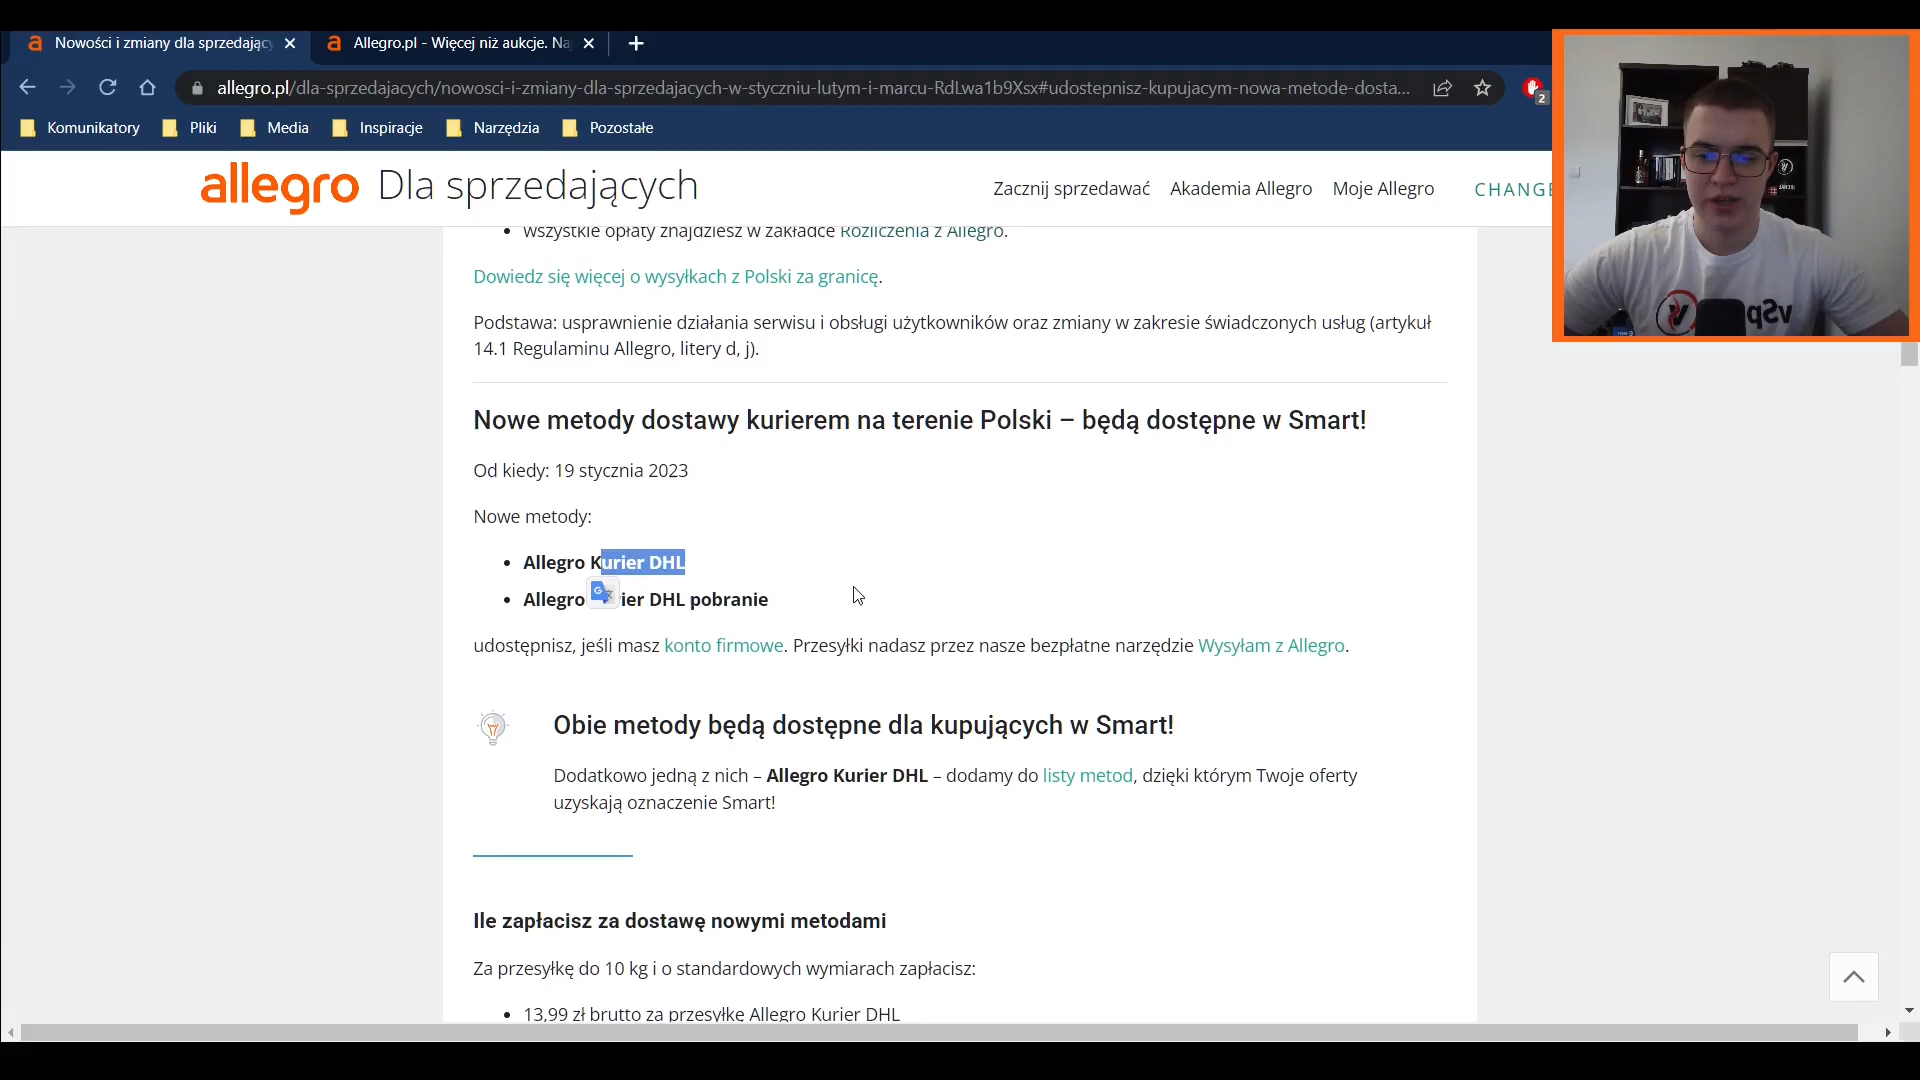 Nowości i zmiany dla sprzedając
Allegro.pl - Więcej niż aukcje. Na
allegro.pl/dla-sprzedajacych/nowosci-i-zmiany-dla-sprzedajacych-w-styczniu-lutym-i-marcu-RdLwa1b9Xsx#udostepnisz-kupujacym-nowa-metode-dosta...
2
Komunikatory Pliki Media Inspiracje Narzędzia Pozostałe
allegro Dla sprzedających
Zacznij sprzedawać Akademia Allegro Moje Allegro CHANGE
wszystkie opłaty znajdziesz w zakładce Rozliczenia z Allegro.
Dowiedz się więcej o wysyłkach z Polski za granicę.
Podstawa: usprawnienie działania serwisu i obsługi użytkowników oraz zmiany w zakresie świadczonych usług (artykuł
14.1 Regulaminu Allegro, litery d, j).
Nowe metody dostawy kurierem na terenie Polski – będą dostępne w Smart!
Od kiedy: 19 stycznia 2023
Nowe metody:
• Allegro Kurier DHL
• Allegro ier DHL pobranie
udostępnisz, jeśli masz konto firmowe. Przesyłki nadasz przez nasze bezpłatne narzędzie Wysyłam z Allegro.
Obie metody będą dostępne dla kupujących w Smart!
Dodatkowo jedną z nich – Allegro Kurier DHL – dodamy do listy metod, dzięki którym Twoje oferty
uzyskają oznaczenie Smart!
Ile zapłacisz za dostawę nowymi metodami
Za przesyłkę do 10 kg i o standardowych wymiarach zapłacisz:
• 13,99 zł brutto za przesyłkę Allegro Kurier DHL